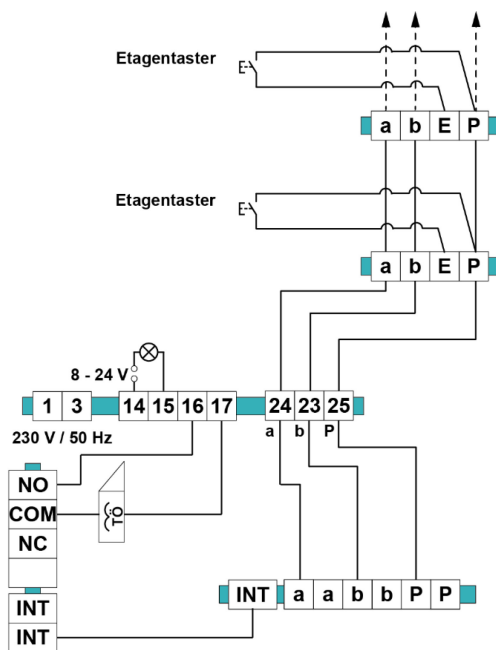 Etagentaster
a b E P
Etagentaster
a b E P
8 - 24 V
1 3 14 15 16 17 24 23 25
a b P
230 V / 50 Hz
NO
COM
TÖ
NC
INT a a b b P P
INT
INT